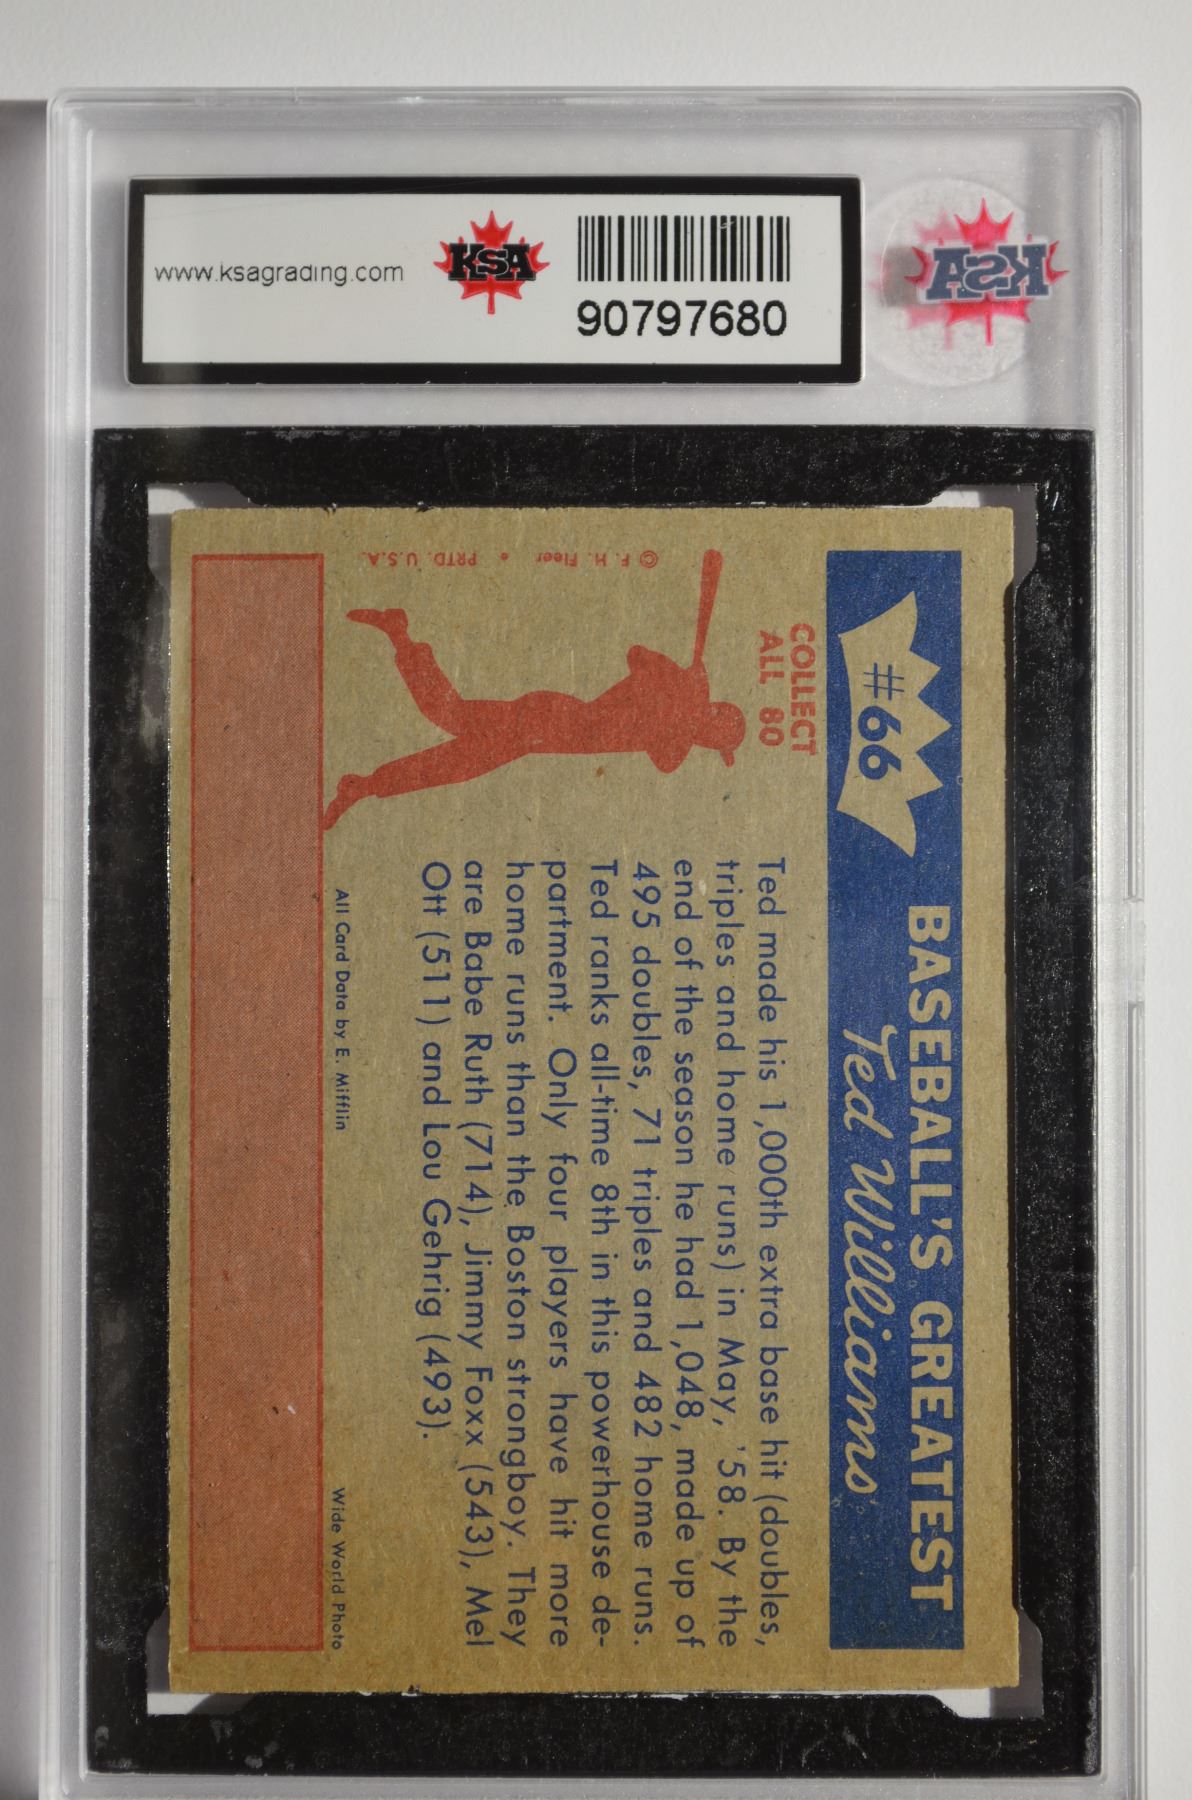 www.ksagrading.com
KSA
90797680
KSA
#66
BASEBALL'S GREATEST
Ted Williams
COLLECT
ALL 80
Ted made his 1,000th extra base hit (doubles,
triples and home runs) in May, '58. By the
end of the season he had 1,048, made up of
495 doubles, 71 triples and 482 home runs.
Ted ranks all-time 8th in this powerhouse de-
partment. Only four players have hit more
home runs than the Boston strongboy. They
are Babe Ruth (714), Jimmy Foxx (543), Mel
Ott (511) and Lou Gehrig (493).
© F. H. Fleer • PRTD. U.S.A.
All Card Data by E. Mifflin
Wide World Photo